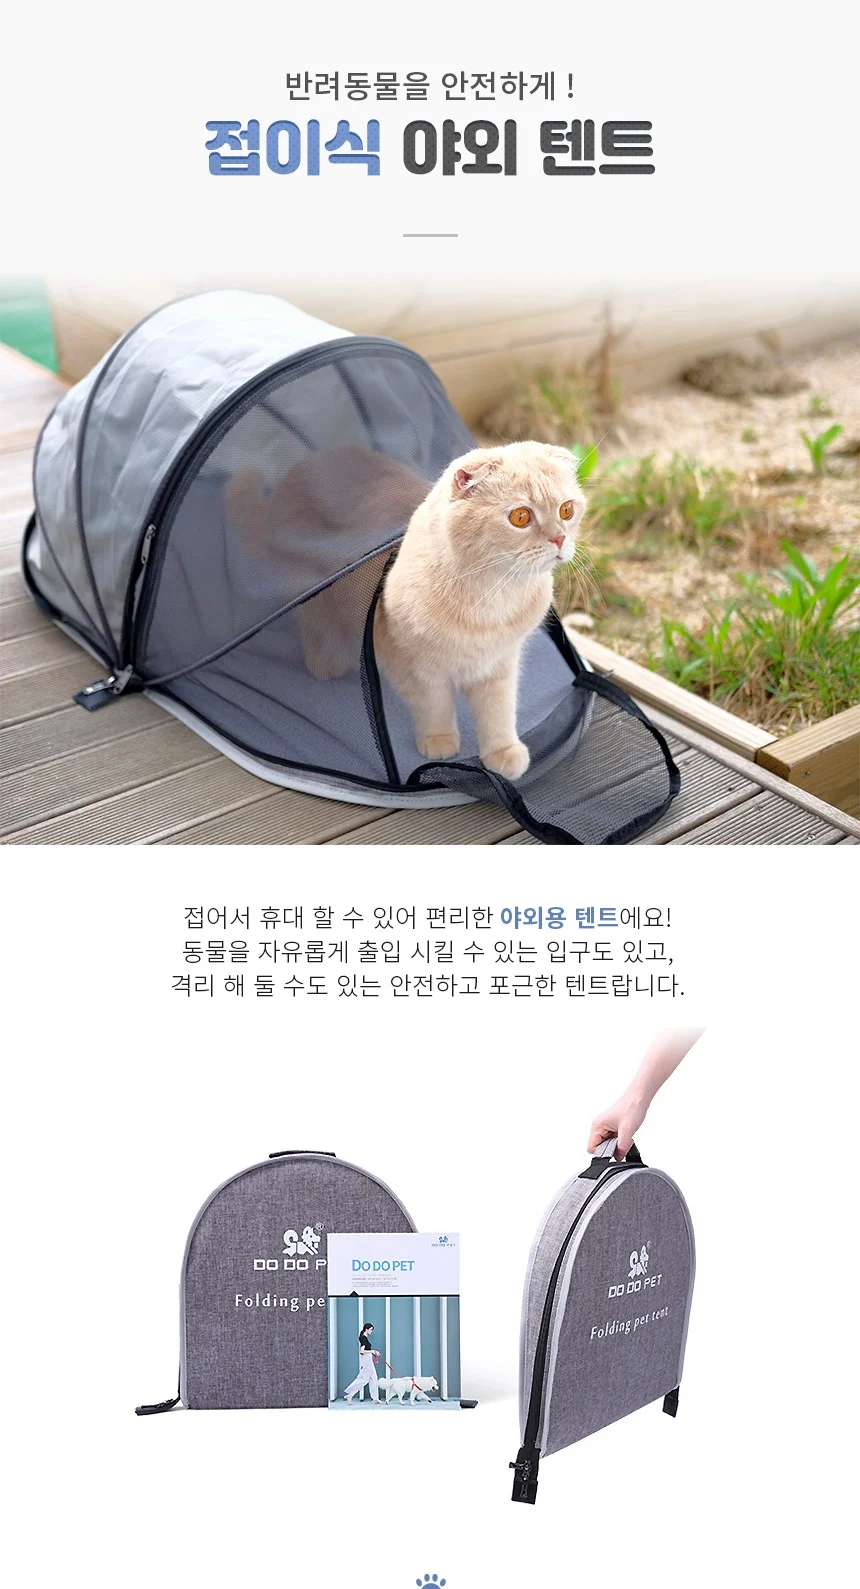 반려동물을 안전하게 !
접이식 야외 텐트
접어서 휴대 할 수 있어 편리한 야외용 텐트에요!
동물을 자유롭게 출입 시킬 수 있는 입구도 있고,
격리 해 둘 수도 있는 안전하고 포근한 텐트랍니다.
DO DO P
Folding pe
DO DO PET
DO DO PET
DO DO PET
Folding pet tent